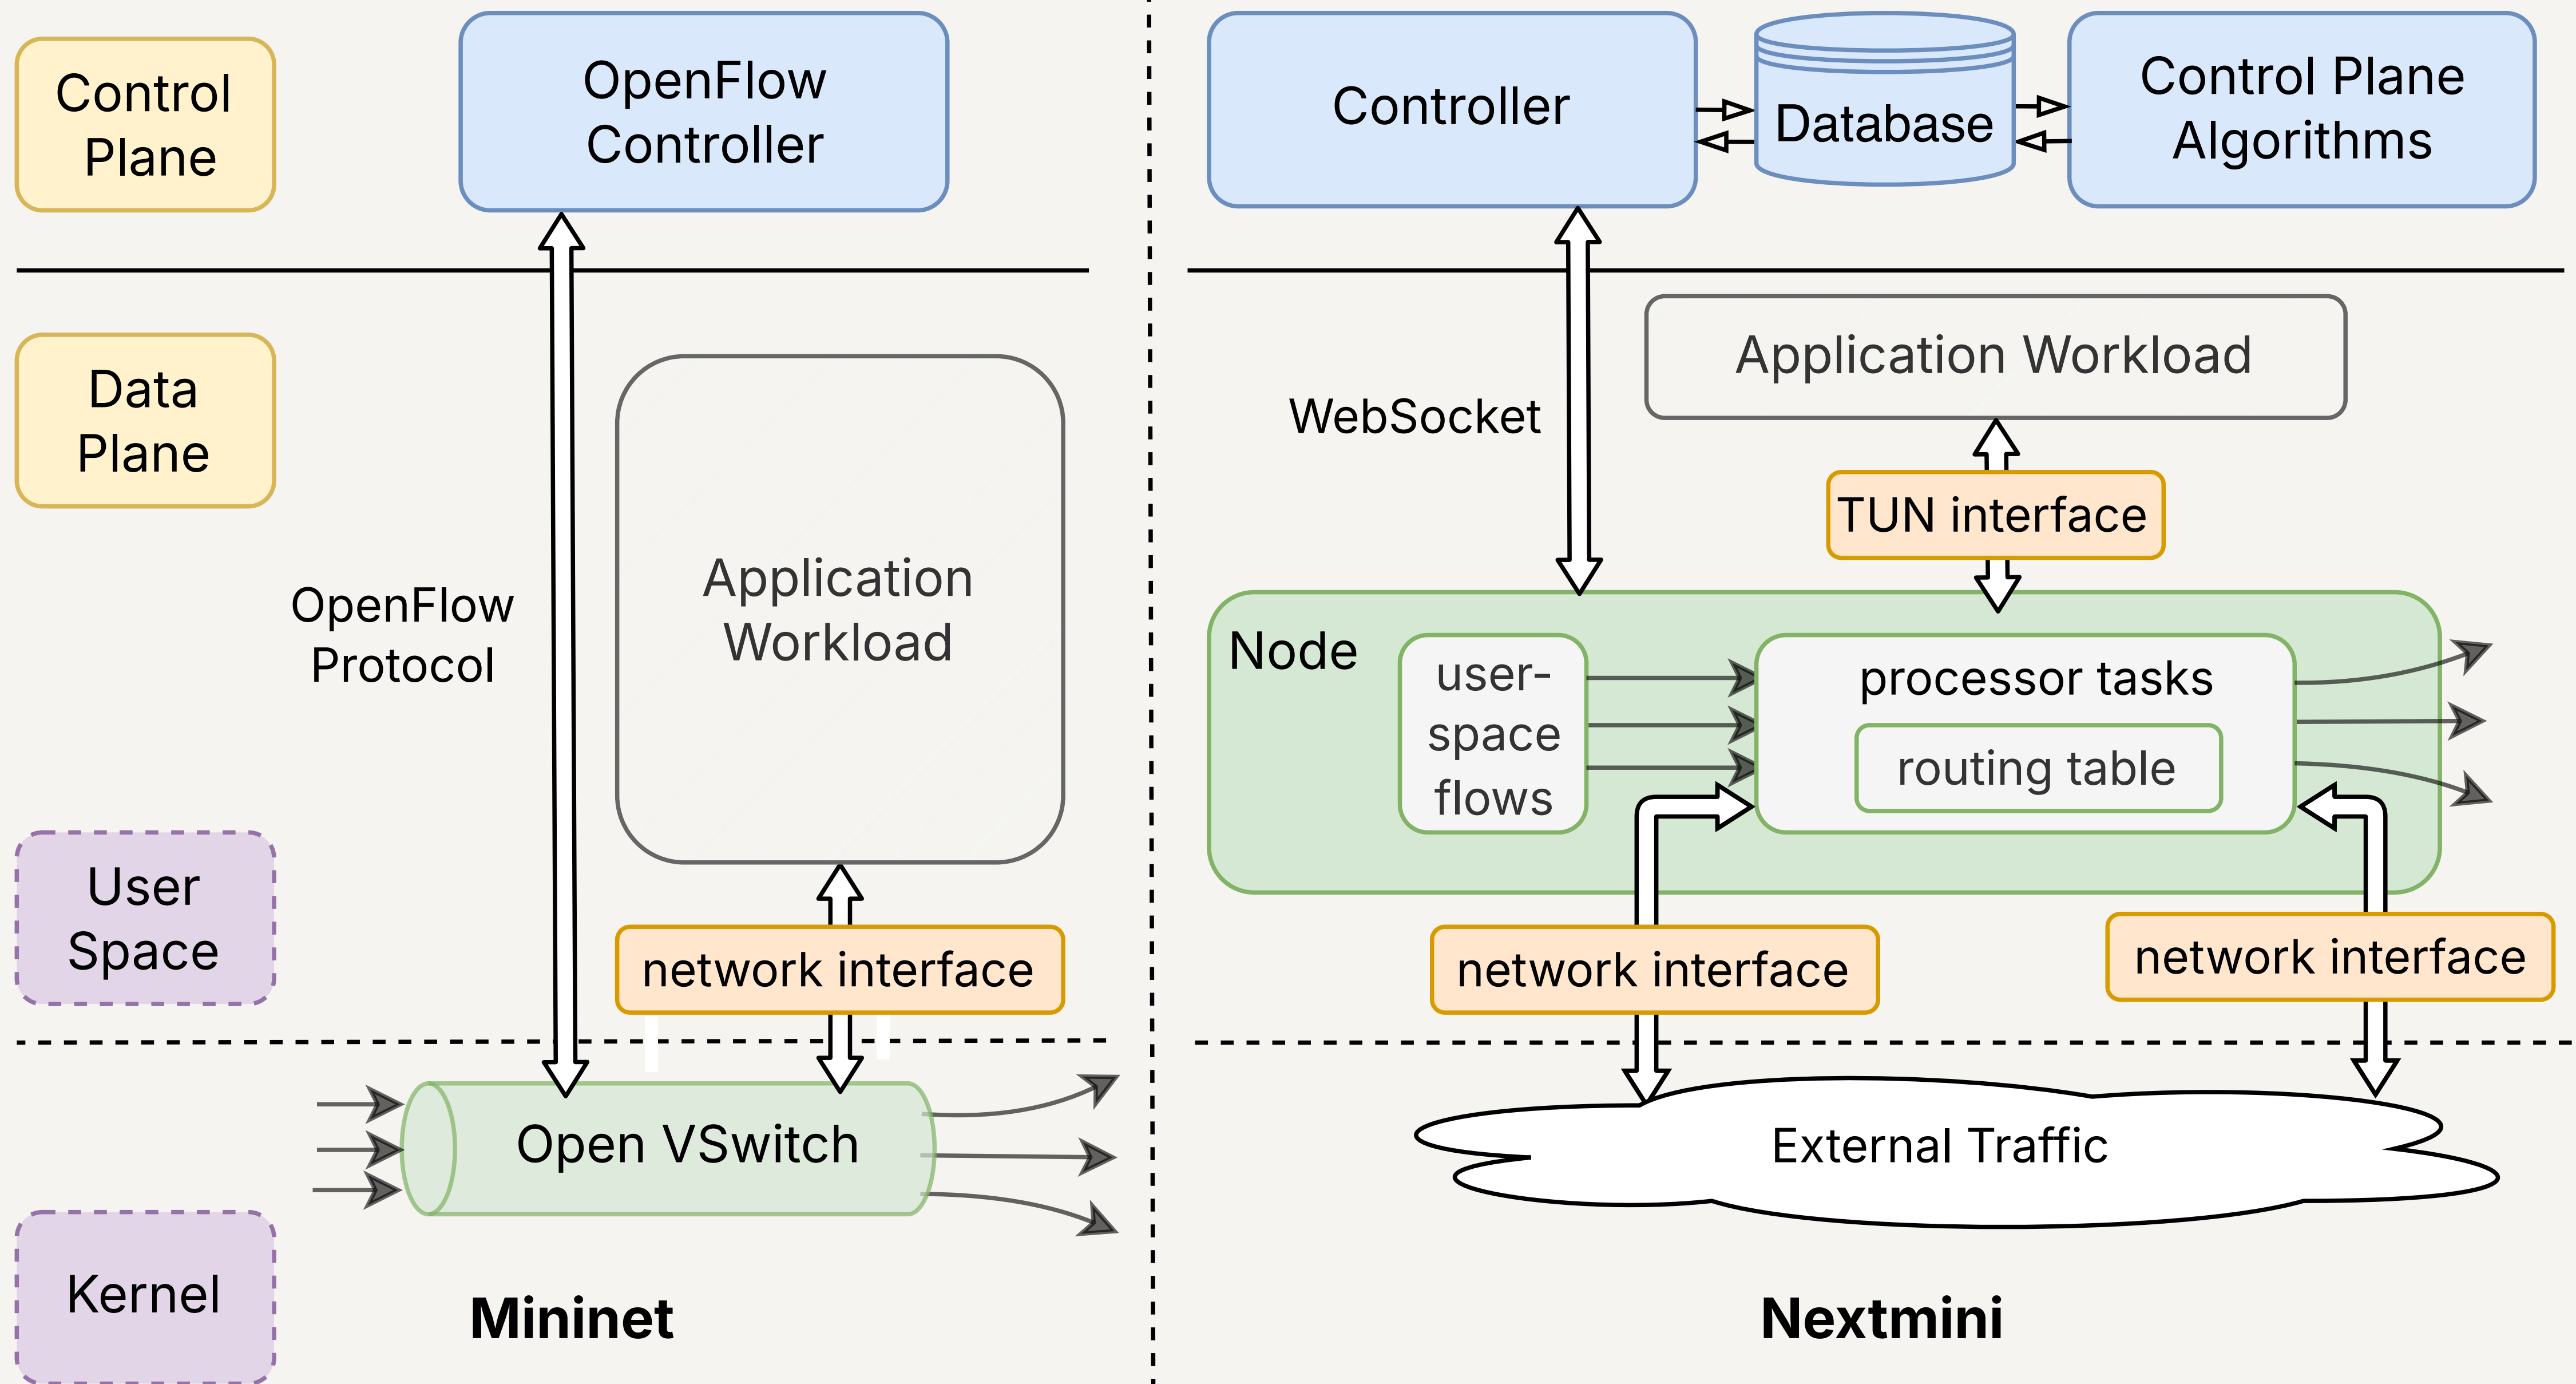 Control
Plane
OpenFlow
Controller
Controller
Database
Control Plane
Algorithms
Data
Plane
OpenFlow
Protocol
Application
Workload
WebSocket
Application Workload
TUN interface
Node
user-
space
flows
processor tasks
routing table
User
Space
network interface
network interface
network interface
Open VSwitch
External Traffic
Kernel
Mininet
Nextmini